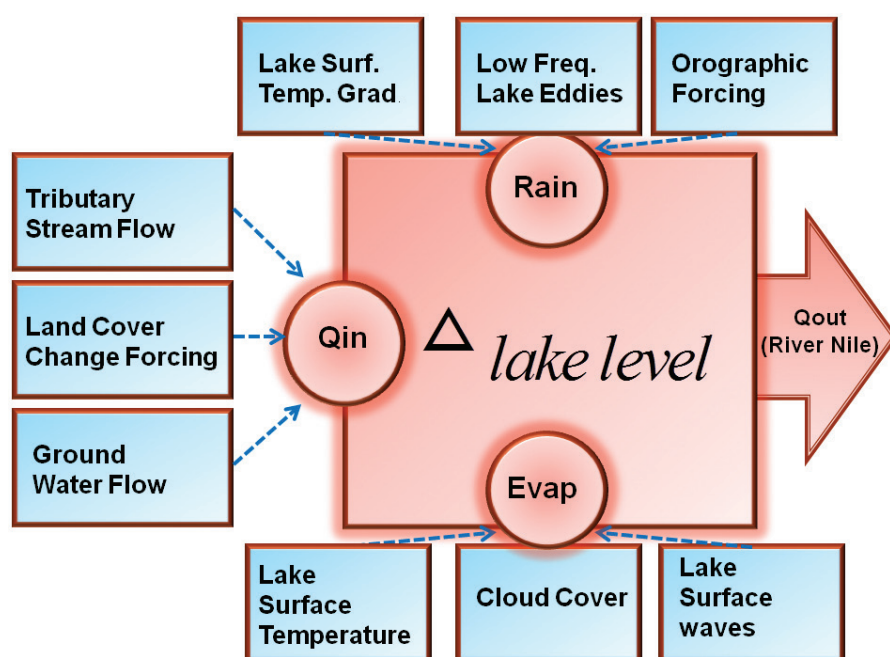 Lake Surf.
Temp. Grad.
Low Freq.
Lake Eddies
Orographic
Forcing
Tributary
Stream Flow
Rain
Land Cover
Change Forcing
Qin
Δ
lake level
Qout
(River Nile)
Ground
Water Flow
Evap
Lake
Surface
Temperature
Cloud Cover
Lake
Surface
waves